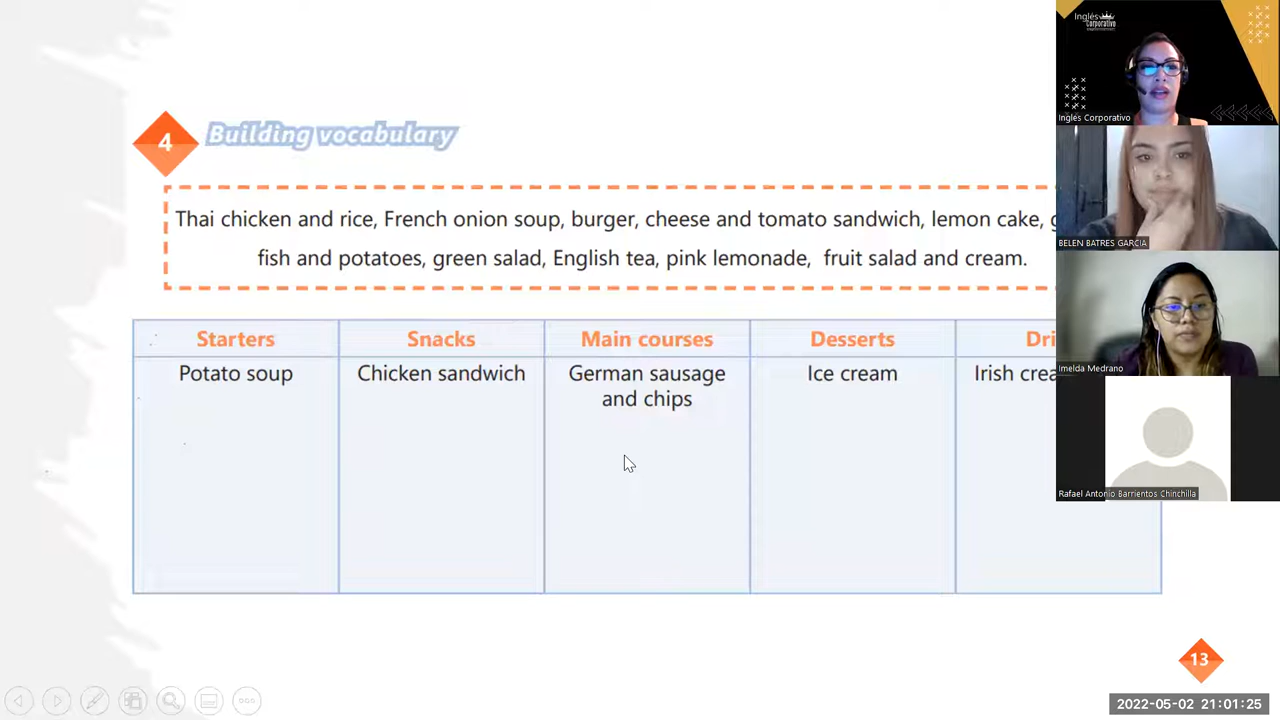 4
Building vocabulary
Thai chicken and rice, French onion soup, burger, cheese and tomato sandwich, lemon cake,
fish and potatoes, green salad, English tea, pink lemonade, fruit salad and cream.
Starters Snacks Main courses Desserts
Potato soup Chicken sandwich German sausage Ice cream Irish
and chips
13
Inglés
Corporativo
Inglés Corporativo
BELEN BATRES GARCIA
Imelda Medrano
Rafael Antonio Barrientos Chinchilla
2022-05-02 21:01:25